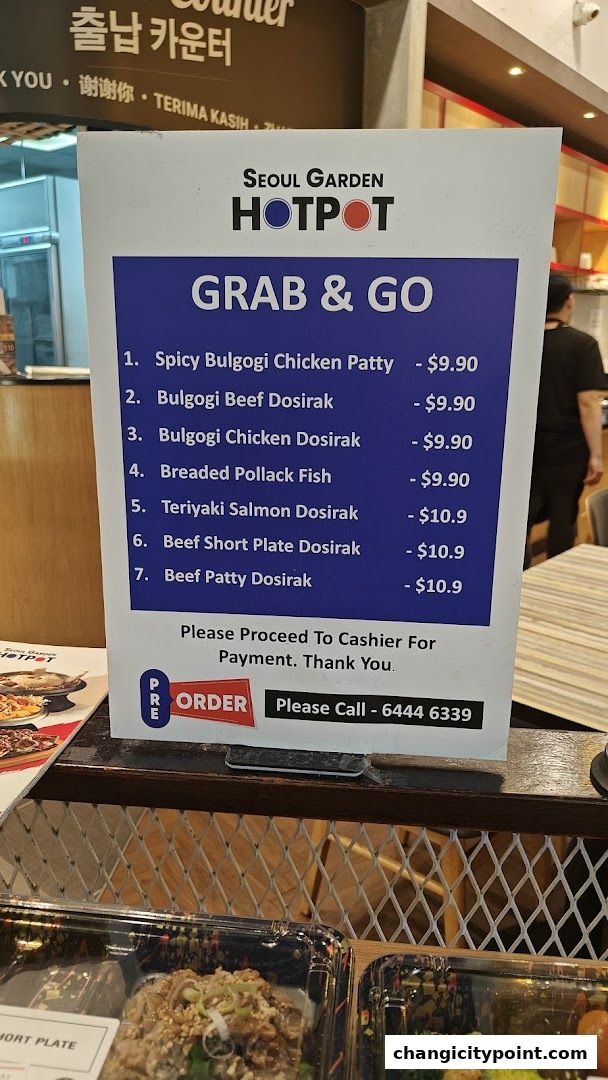 Counter
출납 카운터
K YOU • 谢谢你 • TERIMA KASIH •
SEOUL GARDEN
HOTPOT
GRAB & GO
1. Spicy Bulgogi Chicken Patty - $9.90
2. Bulgogi Beef Dosirak - $9.90
3. Bulgogi Chicken Dosirak - $9.90
4. Breaded Pollack Fish - $9.90
5. Teriyaki Salmon Dosirak - $10.9
6. Beef Short Plate Dosirak - $10.9
7. Beef Patty Dosirak - $10.9
Please Proceed To Cashier For
Payment. Thank You.
PRE ORDER Please Call - 6444 6339
SEOUL GARDEN
HOTPOT
HORT PLATE
changicitypoint.com